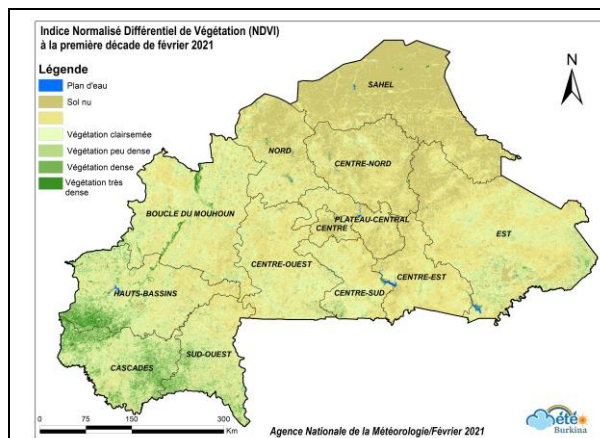 Indice Normalisé Différentiel de Végétation (NDVI)
à la première décade de février 2021
N
Légende
Plan d'eau
Sol nu
Végétation clairsemée
Végétation peu dense
Végétation dense
Végétation très
dense
SAHEL
NORD
CENTRE-NORD
BOUCLE DU MOUHOUN
PLATEAU-CENTRAL
CENTRE
EST
CENTRE-OUEST
CENTRE-EST
HAUTS-BASSINS
CENTRE-SUD
SUD-OUEST
CASCADES
0 75 150 300
Km
Agence Nationale de la Météorologie/Février 2021
météo
Burkina